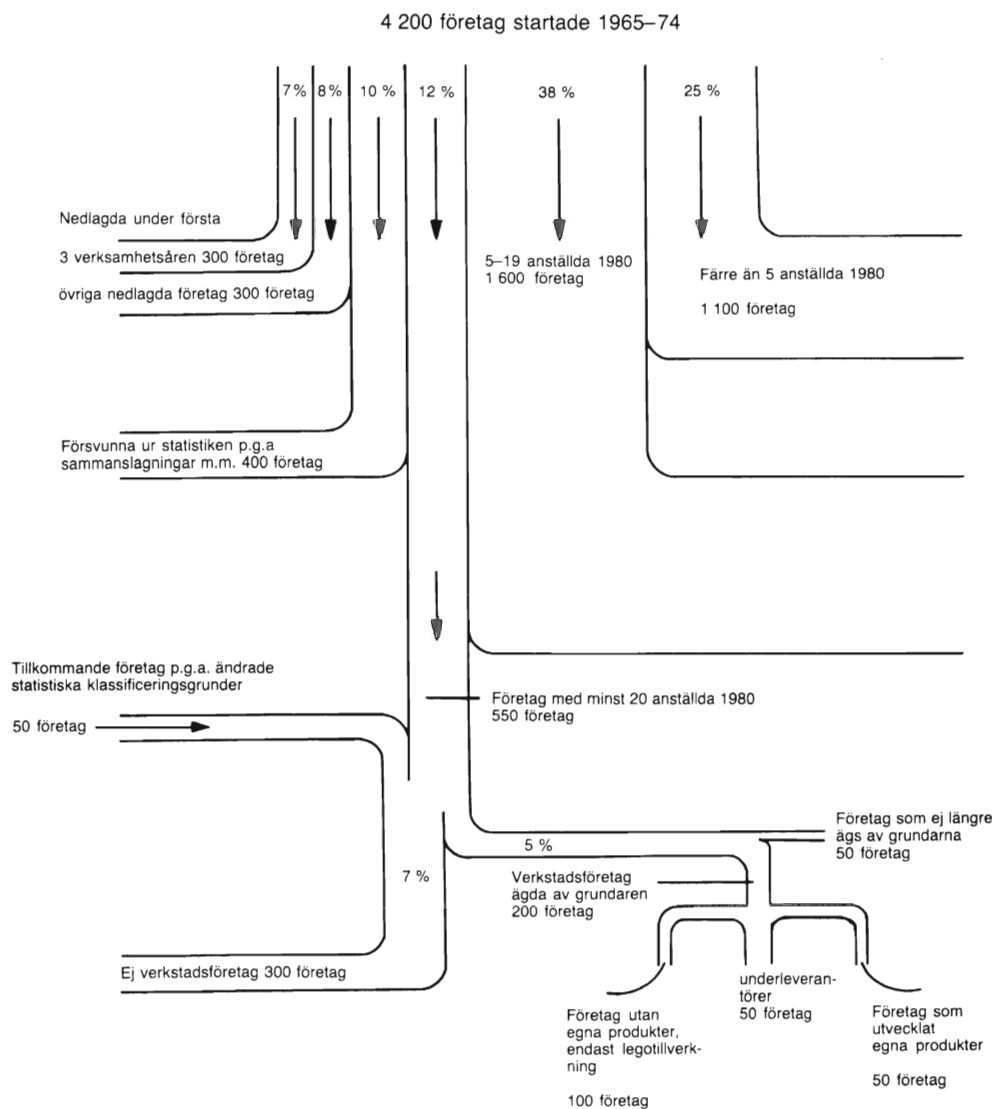 4 200 företag startade 1965–74
7 %
8 %
10 %
12 %
38 %
25 %
Nedlagda under första
3 verksamhetsåren 300 företag
övriga nedlagda företag 300 företag
5–19 anställda 1980
1 600 företag
Färre än 5 anställda 1980
1 100 företag
Försvunna ur statistiken p.g.a
sammanslagningar m.m. 400 företag
Tillkommande företag p.g.a. ändrade
statistiska klassificeringsgrunder
50 företag
Företag med minst 20 anställda 1980
550 företag
Företag som ej längre
ägs av grundarna
50 företag
5 %
7 %
Verkstadsföretag
ägda av grundaren
200 företag
Ej verkstadsföretag 300 företag
Företag utan
egna produkter,
endast legotillverk-
ning
100 företag
underleveran-
törer
50 företag
Företag som
utvecklat
egna produkter
50 företag